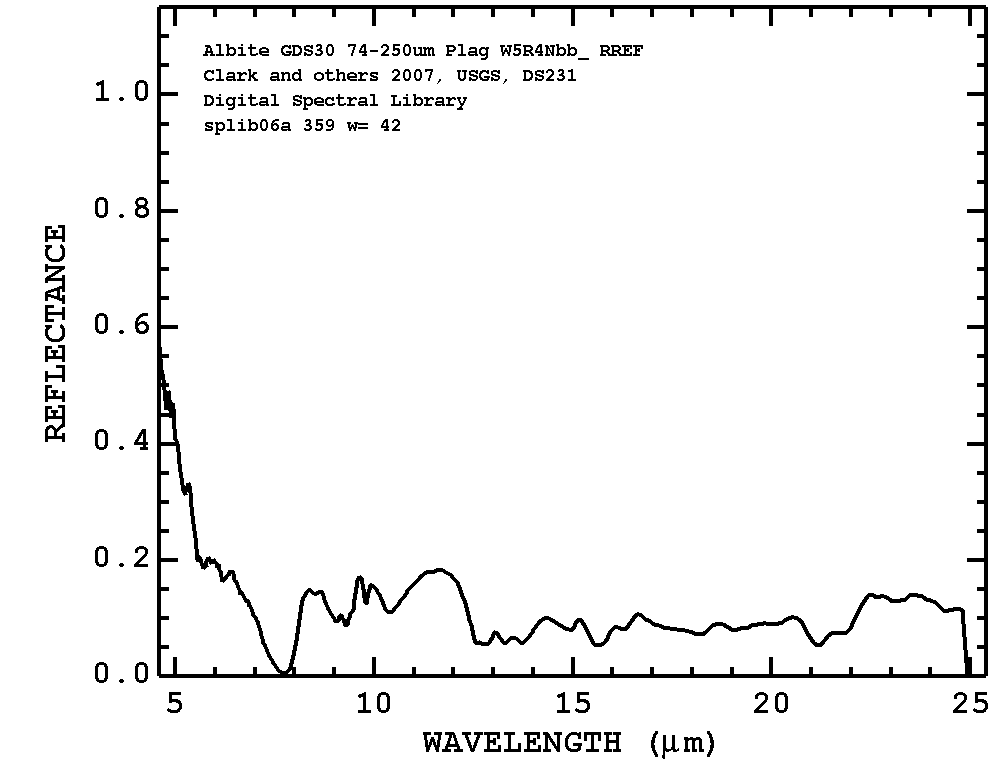 Albite GDS30 74-250um Plag W5R4Nbb_ RREF
Clark and others 2007, USGS, DS231
Digital Spectral Library
splib06a 359 w= 42
REFLECTANCE
1.0
0.8
0.6
0.4
0.2
0.0
5 10 15 20 25
WAVELENGTH (μm)